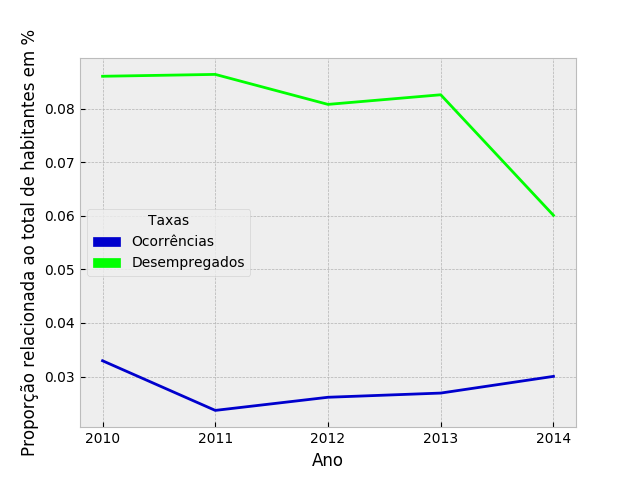 Proporção relacionada ao total de habitantes em %
0.08
0.07
0.06
0.05
0.04
0.03
Taxas
Ocorrências
Desempregados
2010 2011 2012 2013 2014
Ano